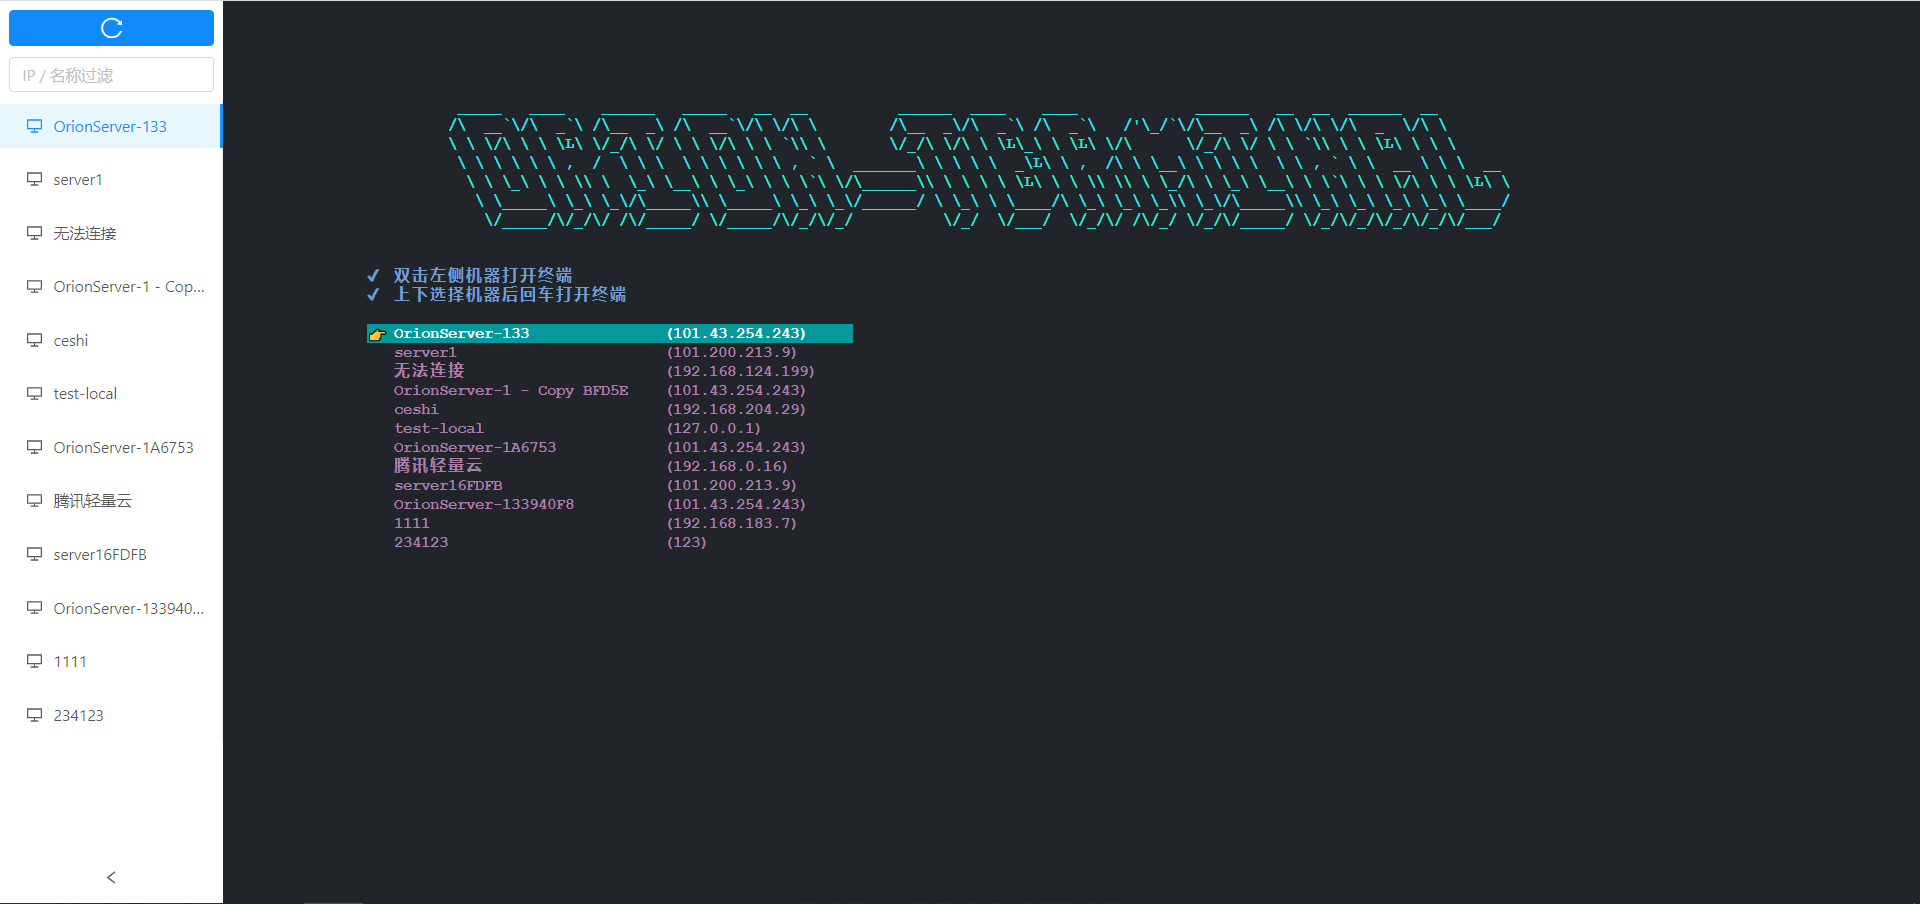 IP / 名称过滤
OrionServer-133
server1
无法连接
OrionServer-1 - Cop...
ceshi
test-local
OrionServer-1A6753
腾讯轻量云
server16FDFB
OrionServer-133940...
1111
234123
ORION-TERMINAL
✔ 双击左侧机器打开终端
✔ 上下选择机器后回车打开终端
👉 OrionServer-133 (101.43.254.243)
server1 (101.200.213.9)
无法连接 (192.168.124.199)
OrionServer-1 - Copy BFD5E (101.43.254.243)
ceshi (192.168.204.29)
test-local (127.0.0.1)
OrionServer-1A6753 (101.43.254.243)
腾讯轻量云 (192.168.0.16)
server16FDFB (101.200.213.9)
OrionServer-133940F8 (101.43.254.243)
1111 (192.168.183.7)
234123 (123)